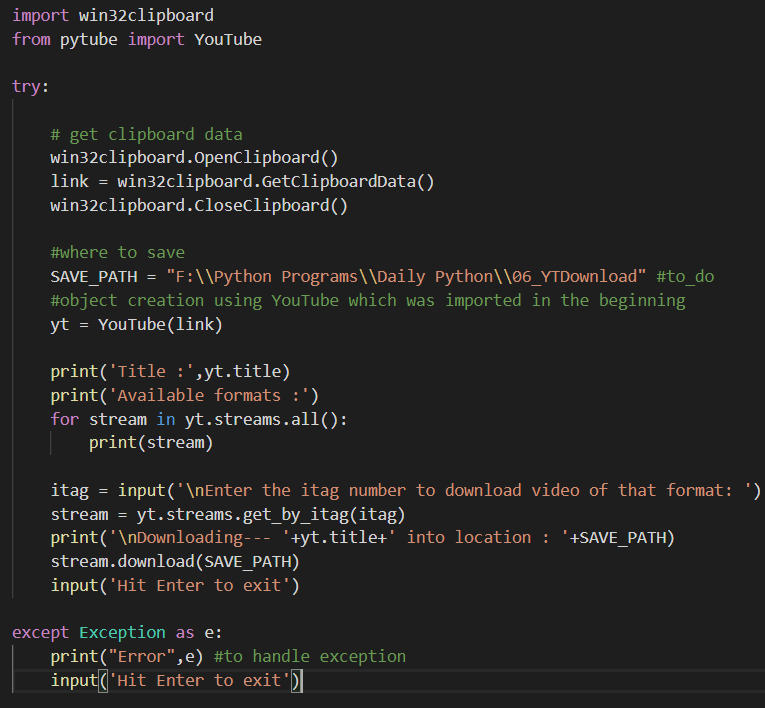 import win32clipboard
from pytube import YouTube
try:
# get clipboard data
win32clipboard.OpenClipboard()
link = win32clipboard.GetClipboardData()
win32clipboard.CloseClipboard()
#where to save
SAVE_PATH = "F:\\Python Programs\\Daily Python\\06_YTDownload" #to_do
#object creation using YouTube which was imported in the beginning
yt = YouTube(link)
print('Title :',yt.title)
print('Available formats :')
for stream in yt.streams.all():
print(stream)
itag = input('\nEnter the itag number to download video of that format: ')
stream = yt.streams.get_by_itag(itag)
print('\nDownloading--- '+yt.title+' into location : '+SAVE_PATH)
stream.download(SAVE_PATH)
input('Hit Enter to exit')
except Exception as e:
print("Error",e) #to handle exception
input('Hit Enter to exit')